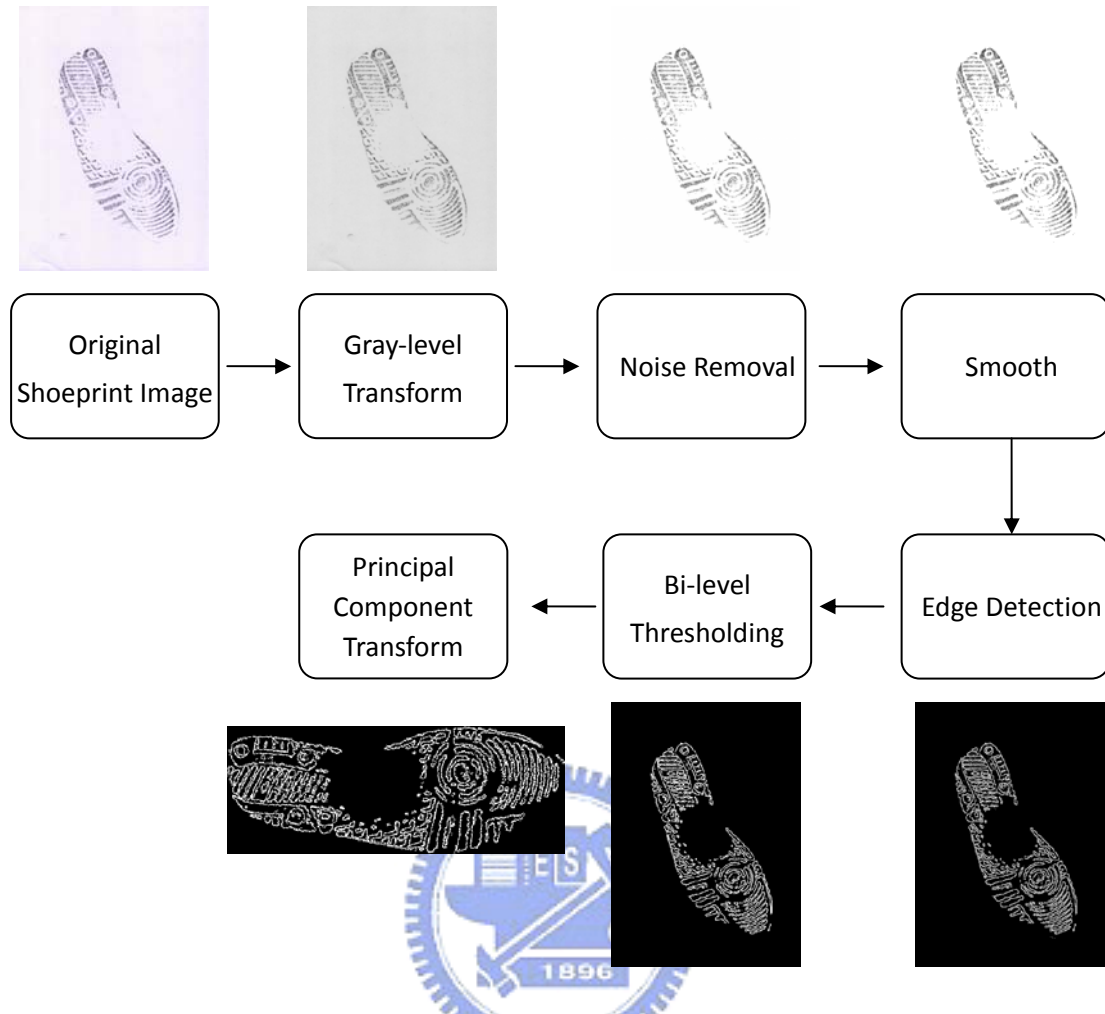 Original
Shoeprint Image
Gray-level
Transform
Noise Removal
Smooth
Edge Detection
Bi-level
Thresholding
Principal
Component
Transform
E S
1896